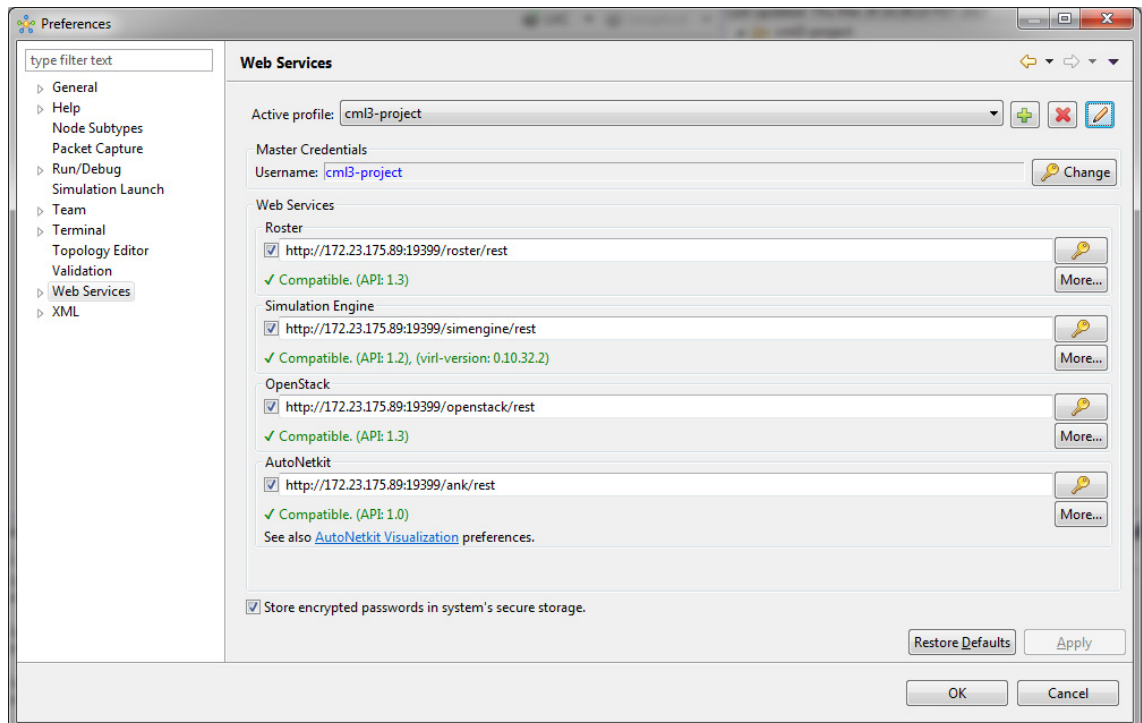 Preferences
type filter text
General
Help
Node Subtypes
Packet Capture
Run/Debug
Simulation Launch
Team
Terminal
Topology Editor
Validation
Web Services
XML
Web Services
Active profile: cml3-project
Master Credentials
Username: cml3-project
Change
Web Services
Roster
http://172.23.175.89:19399/roster/rest
✓ Compatible. (API: 1.3)
More...
Simulation Engine
http://172.23.175.89:19399/simengine/rest
✓ Compatible. (API: 1.2), (virl-version: 0.10.32.2)
More...
OpenStack
http://172.23.175.89:19399/openstack/rest
✓ Compatible. (API: 1.3)
More...
AutoNetkit
http://172.23.175.89:19399/ank/rest
✓ Compatible. (API: 1.0)
More...
See also AutoNetkit Visualization preferences.
Store encrypted passwords in system's secure storage.
Restore Defaults Apply
OK Cancel